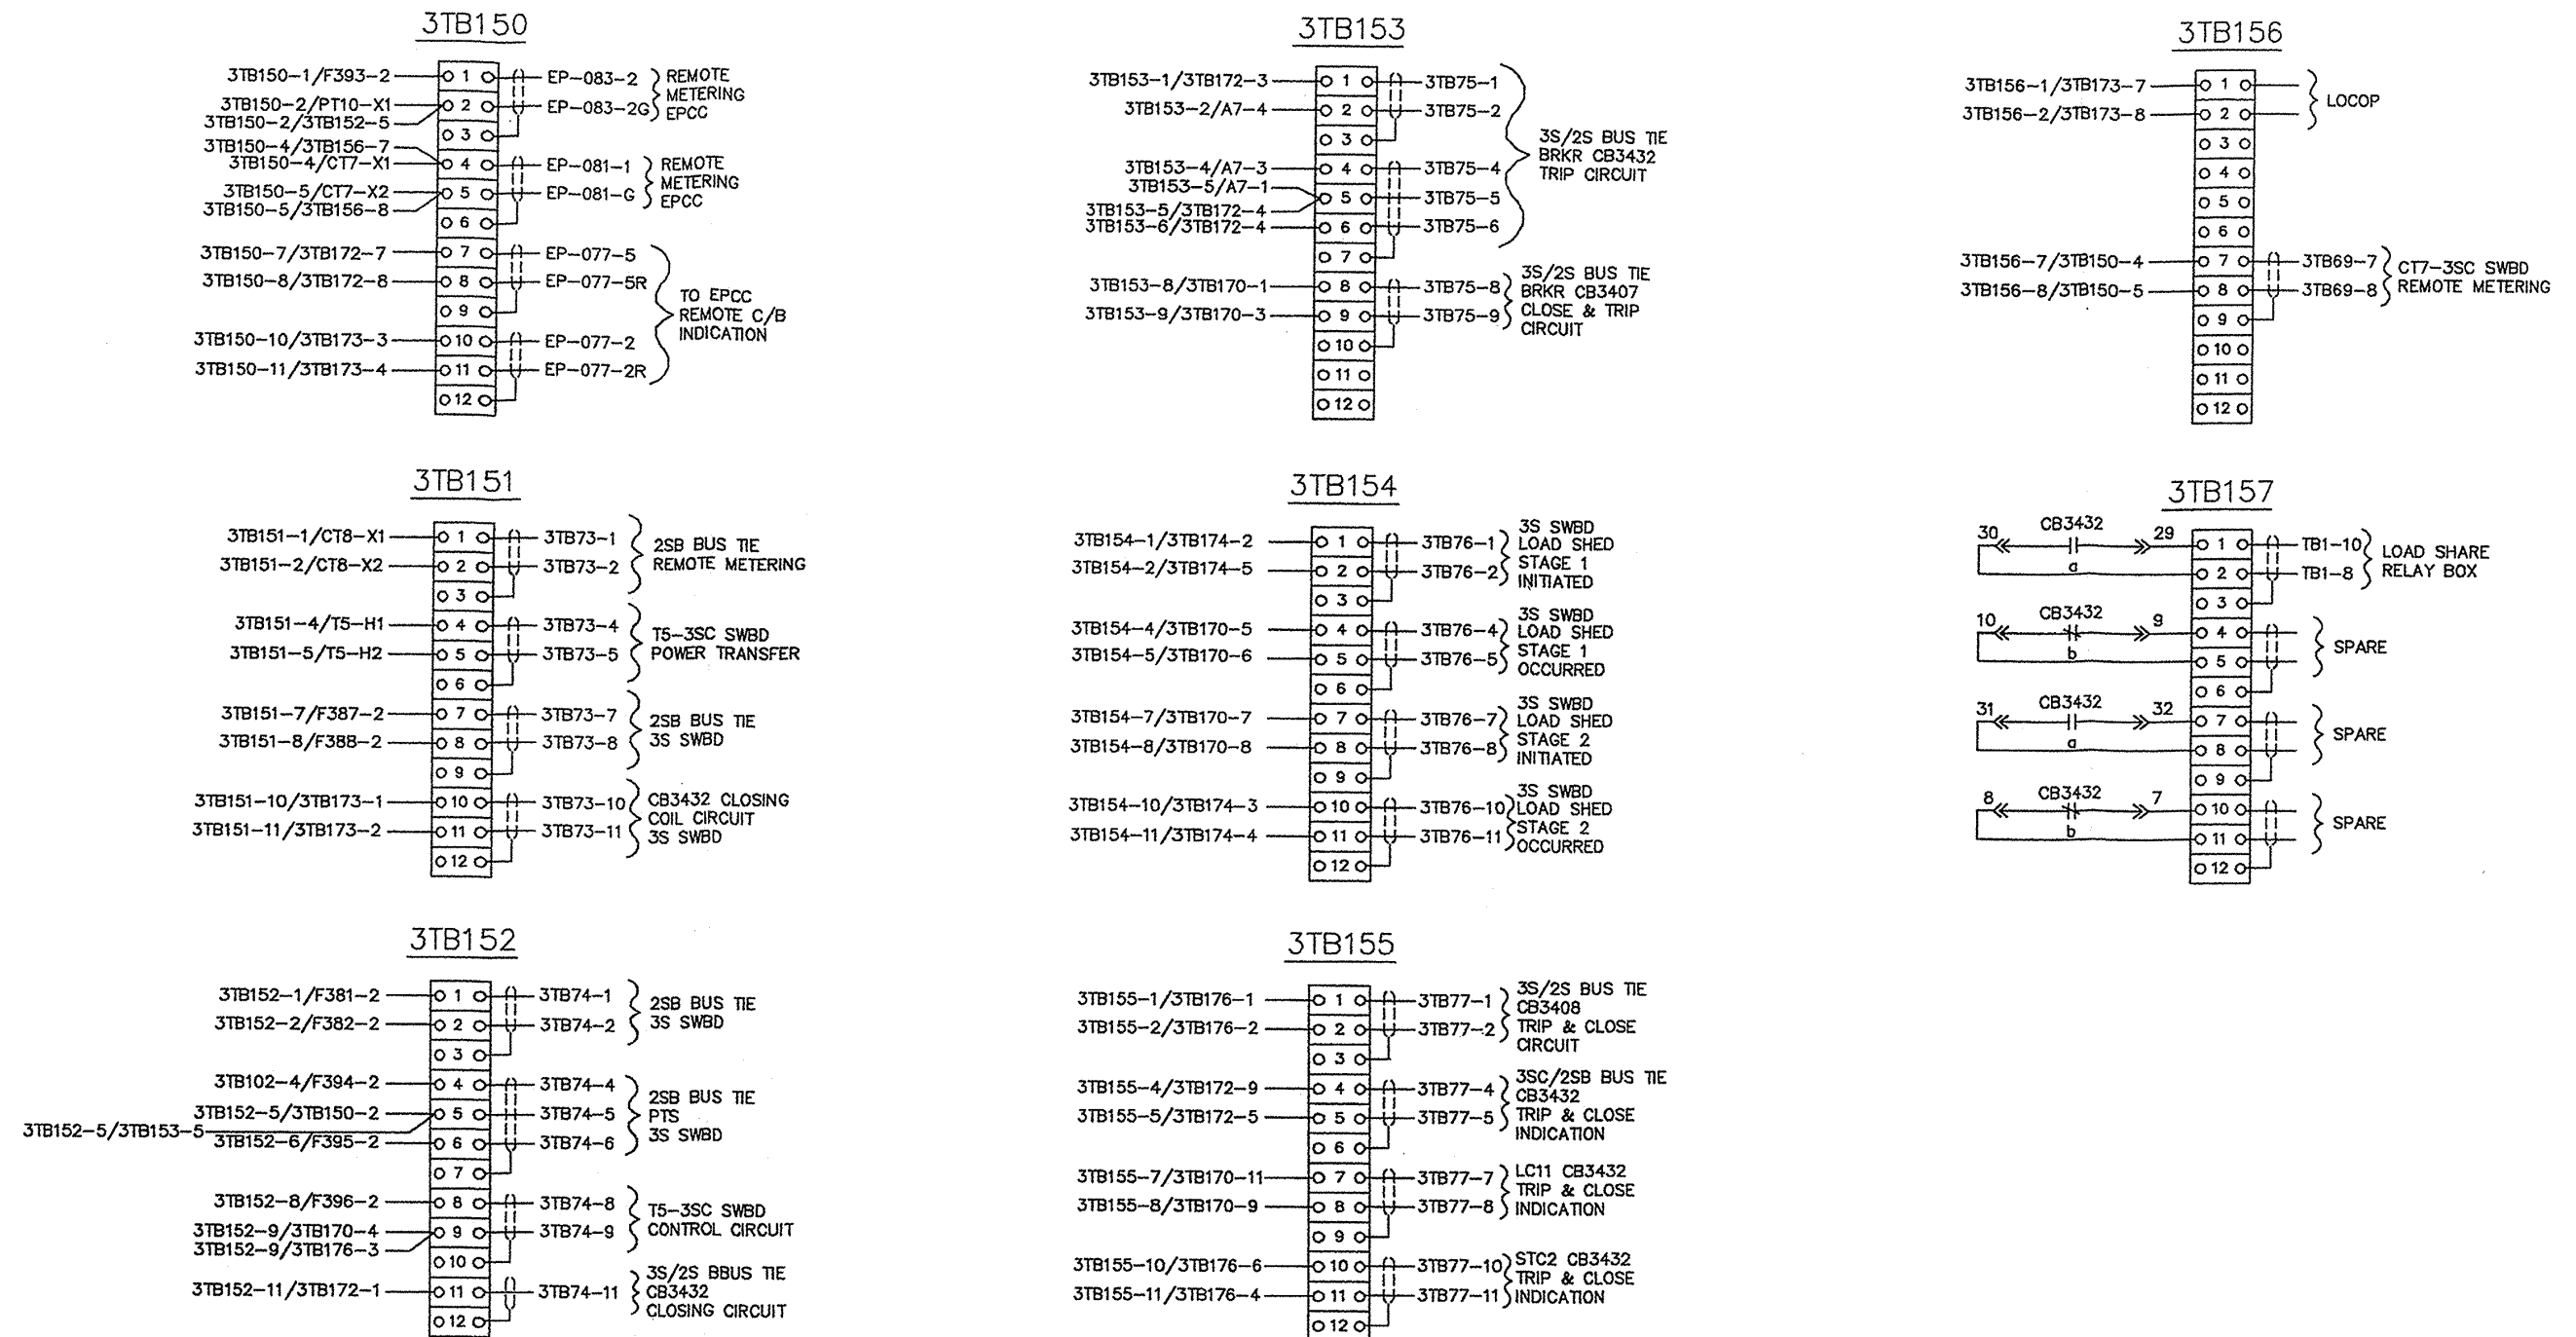 3TB150
3TB150-1/F393-2 1 EP-083-2 REMOTE
METERING
3TB150-2/PT10-X1 2 EP-083-2G EPCC
3TB150-2/3TB152-5
3
3TB150-4/3TB156-7
3TB150-4/CT7-X1 4 EP-081-1 REMOTE
METERING
3TB150-5/CT7-X2 5 EP-081-G EPCC
3TB150-5/3TB156-8
6
3TB150-7/3TB172-7 7 EP-077-5
3TB150-8/3TB172-8 8 EP-077-5R
TO EPCC
9 REMOTE C/B
INDICATION
3TB150-10/3TB173-3 10 EP-077-2
3TB150-11/3TB173-4 11 EP-077-2R
12
3TB151
3TB151-1/CT8-X1 1 3TB73-1 2SB BUS TIE
3TB151-2/CT8-X2 2 3TB73-2 REMOTE METERING
3
3TB151-4/T5-H1 4 3TB73-4 T5-3SC SWBD
3TB151-5/T5-H2 5 3TB73-5 POWER TRANSFER
6
3TB151-7/F387-2 7 3TB73-7 2SB BUS TIE
3TB151-8/F388-2 8 3TB73-8 3S SWBD
9
3TB151-10/3TB173-1 10 3TB73-10 CB3432 CLOSING
COIL CIRCUIT
3TB151-11/3TB173-2 11 3TB73-11 3S SWBD
12
3TB152
3TB152-1/F381-2 1 3TB74-1 2SB BUS TIE
3TB152-2/F382-2 2 3TB74-2 3S SWBD
3
3TB102-4/F394-2 4 3TB74-4 2SB BUS TIE
3TB152-5/3TB150-2 5 3TB74-5 PTS
3TB152-5/3TB153-5
3TB152-6/F395-2 6 3TB74-6 3S SWBD
7
3TB152-8/F396-2 8 3TB74-8 T5-3SC SWBD
3TB152-9/3TB170-4 9 3TB74-9 CONTROL CIRCUIT
3TB152-9/3TB176-3
10 3S/2S BBUS TIE
3TB152-11/3TB172-1 11 3TB74-11 CB3432
CLOSING CIRCUIT
12
3TB153
3TB153-1/3TB172-3 1 3TB75-1
3TB153-2/A7-4 2 3TB75-2
3 3S/2S BUS TIE
BRKR CB3432
3TB153-4/A7-3 4 3TB75-4 TRIP CIRCUIT
3TB153-5/A7-1
5 3TB75-5
3TB153-5/3TB172-4
3TB153-6/3TB172-4 6 3TB75-6
7 3S/2S BUS TIE
3TB153-8/3TB170-1 8 3TB75-8 BRKR CB3407
3TB153-9/3TB170-3 9 3TB75-9 CLOSE & TRIP
CIRCUIT
10
11
12
3TB154
3S SWBD
3TB154-1/3TB174-2 1 3TB76-1 LOAD SHED
STAGE 1
3TB154-2/3TB174-5 2 3TB76-2 INITIATED
3 3S SWBD
3TB154-4/3TB170-5 4 3TB76-4 LOAD SHED
STAGE 1
3TB154-5/3TB170-6 5 3TB76-5 OCCURRED
6 3S SWBD
3TB154-7/3TB170-7 7 3TB76-7 LOAD SHED
STAGE 2
3TB154-8/3TB170-8 8 3TB76-8 INITIATED
9 3S SWBD
3TB154-10/3TB174-3 10 3TB76-10 LOAD SHED
STAGE 2
3TB154-11/3TB174-4 11 3TB76-11 OCCURRED
12
3TB155
3S/2S BUS TIE
3TB155-1/3TB176-1 1 3TB77-1 CB3408
3TB155-2/3TB176-2 2 3TB77-2 TRIP & CLOSE
CIRCUIT
3
3SC/2SB BUS TIE
3TB155-4/3TB172-9 4 3TB77-4 CB3432
3TB155-5/3TB172-5 5 3TB77-5 TRIP & CLOSE
INDICATION
6
LC11 CB3432
3TB155-7/3TB170-11 7 3TB77-7 TRIP & CLOSE
3TB155-8/3TB170-9 8 3TB77-8 INDICATION
9
STC2 CB3432
3TB155-10/3TB176-6 10 3TB77-10 TRIP & CLOSE
3TB155-11/3TB176-4 11 3TB77-11 INDICATION
12
3TB156
3TB156-1/3TB173-7 1 LOCOP
3TB156-2/3TB173-8 2
3
4
5
6
3TB156-7/3TB150-4 7 3TB69-7 CT7-3SC SWBD
3TB156-8/3TB150-5 8 3TB69-8 REMOTE METERING
9
10
11
12
3TB157
30 CB3432 29 1 TB1-10 LOAD SHARE
a 2 TB1-8 RELAY BOX
3
10 CB3432 9 4 SPARE
b 5
6
31 CB3432 32 7 SPARE
a 8
9
8 CB3432 7 10 SPARE
b 11
12